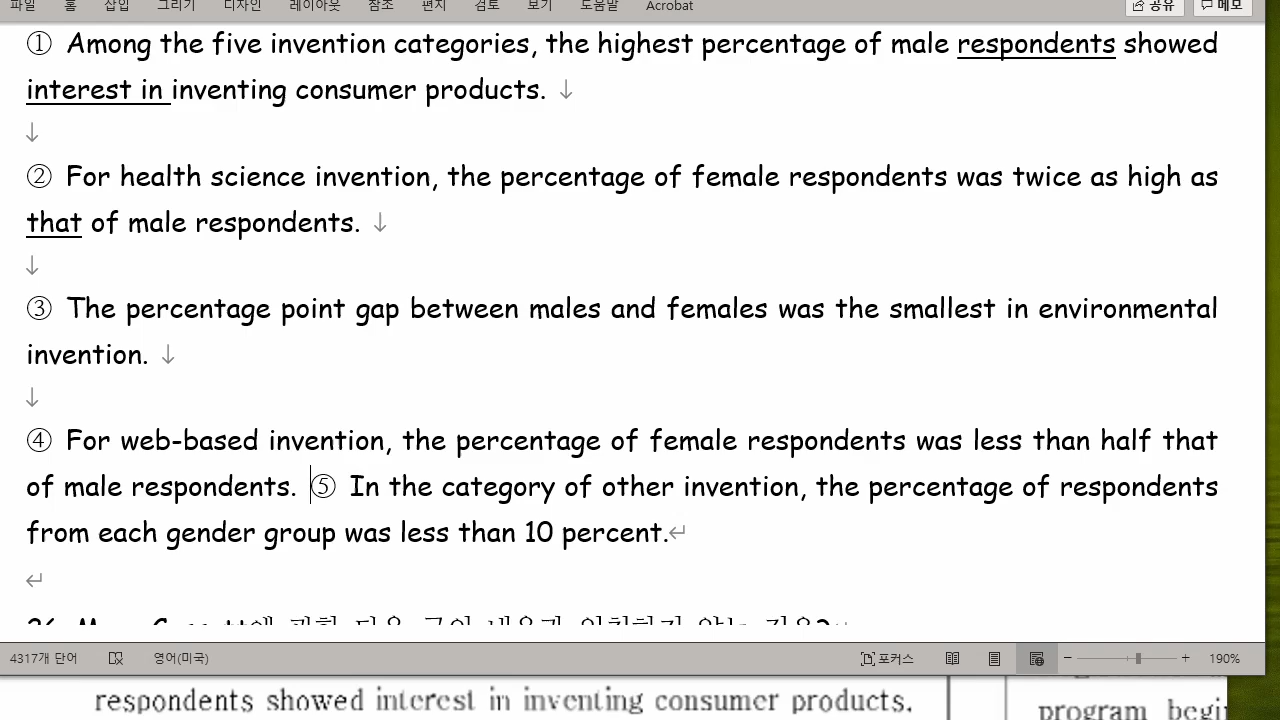 파일 홈 삽입 그리기 디자인 레이아웃 참조 편지 검토 보기 도움말 Acrobat 공유 메모
① Among the five invention categories, the highest percentage of male respondents showed
interest in inventing consumer products. ↓
↓
② For health science invention, the percentage of female respondents was twice as high as
that of male respondents. ↓
↓
③ The percentage point gap between males and females was the smallest in environmental
invention. ↓
↓
④ For web-based invention, the percentage of female respondents was less than half that
of male respondents. ⑤ In the category of other invention, the percentage of respondents
from each gender group was less than 10 percent.↵
↵
4317개 단어 영어(미국) 포커스 190%
respondents showed interest in inventing consumer products.
program